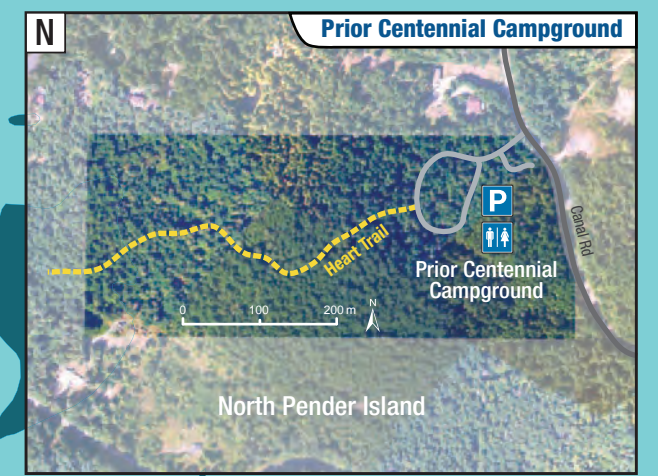 N
Prior Centennial Campground
Canal Rd
P
Heart Trail
Prior Centennial
Campground
0 100 200 m
N
North Pender Island